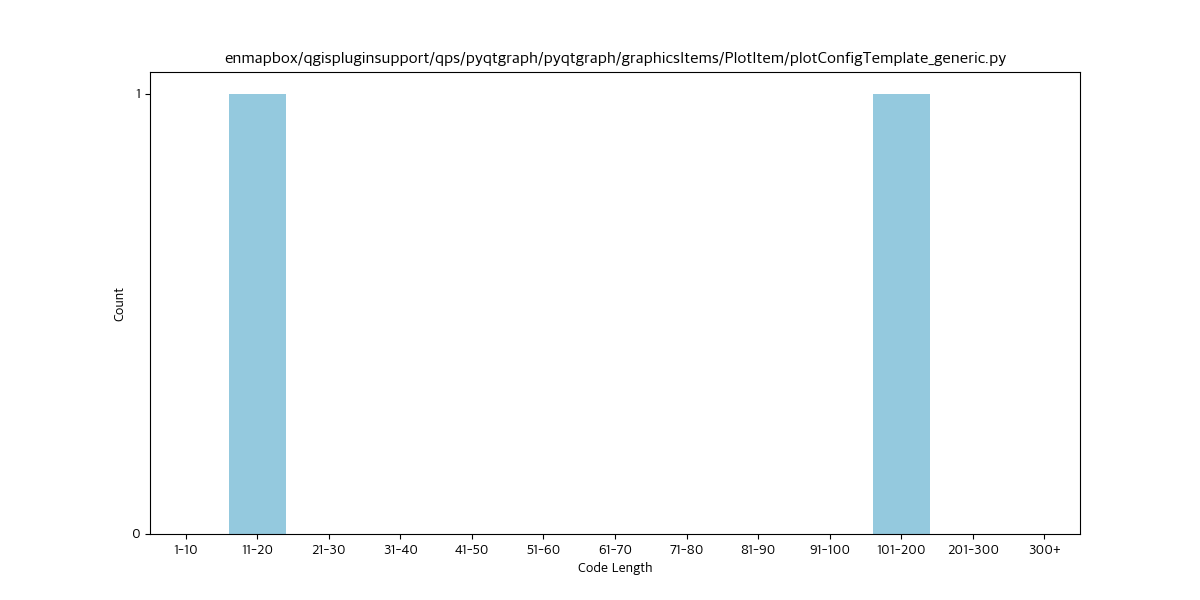 enmapbox/qgispluginsupport/qps/pyqtgraph/pyqtgraph/graphicsItems/PlotItem/plotConfigTemplate_generic.py
1
Count
0
1-10 11-20 21-30 31-40 41-50 51-60 61-70 71-80 81-90 91-100 101-200 201-300 300+
Code Length